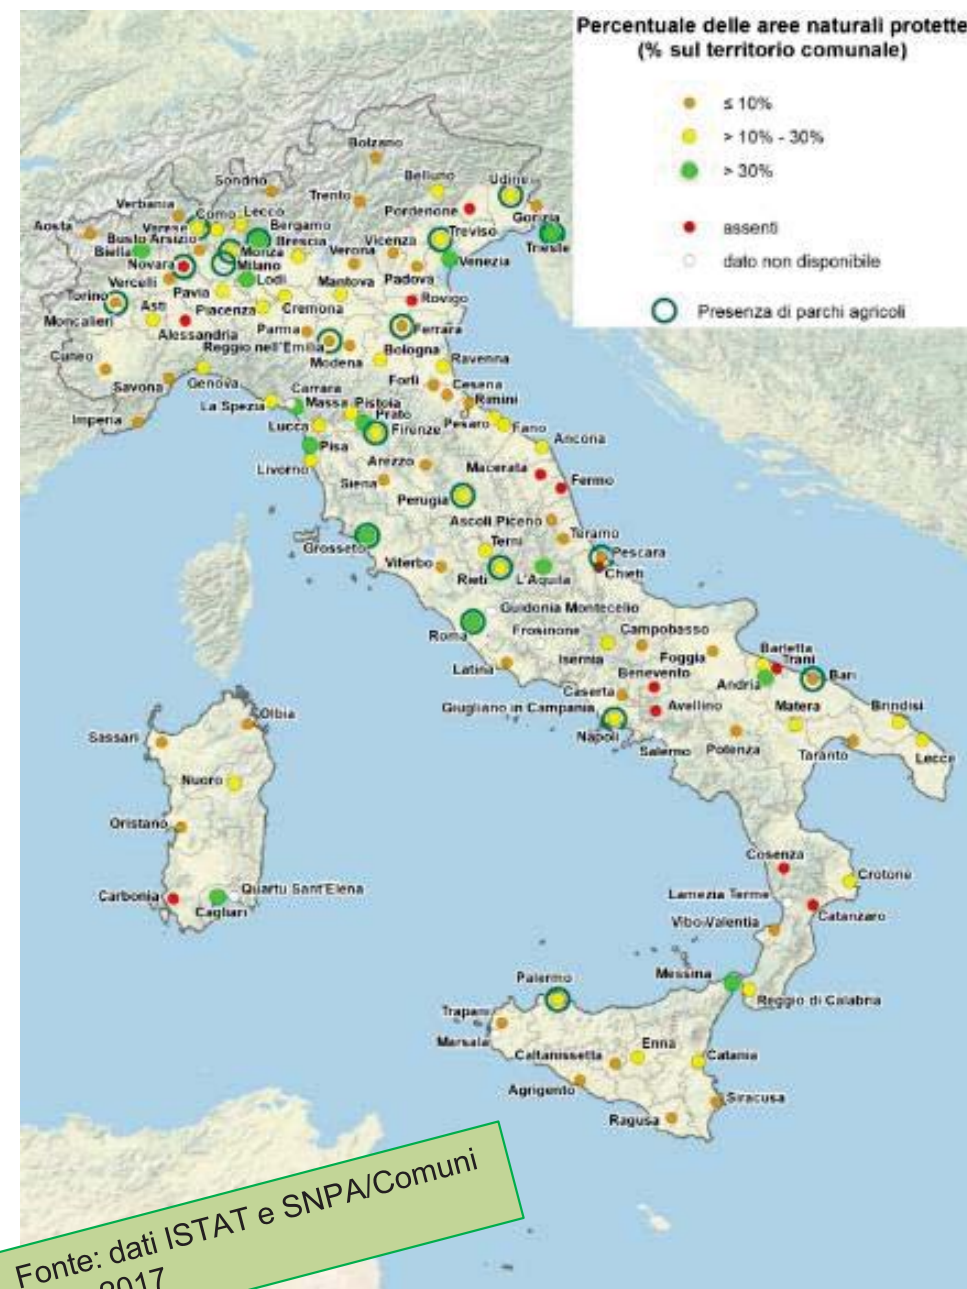 Percentuale delle aree naturali protette
(% sul territorio comunale)
≤ 10%
> 10% - 30%
> 30%
assenti
dato non disponibile
Presenza di parchi agricoli
Bolzano
Sondrio
Trento
Belluno
Udine
Verbania
Pordenone
Gorizia
Aosta
Varese
Como
Lecco
Bergamo
Treviso
Trieste
Busto Arsizio
Brescia
Vicenza
Biella
Monza
Verona
Venezia
Novara
Milano
Padova
Vercelli
Lodi
Mantova
Torino
Pavia
Rovigo
Asti
Piacenza
Cremona
Moncalieri
Alessandria
Parma
Ferrara
Reggio nell'Emilia
Cuneo
Modena
Bologna
Ravenna
Savona
Genova
Carrara
Forlì
Cesena
La Spezia
Massa
Pistoia
Rimini
Imperia
Prato
Lucca
Firenze
Pesaro
Fano
Pisa
Ancona
Livorno
Arezzo
Macerata
Siena
Fermo
Perugia
Ascoli Piceno
Teramo
Grosseto
Terni
Pescara
Viterbo
Rieti
L'Aquila
Chieti
Guidonia Montecelio
Roma
Frosinone
Campobasso
Latina
Isernia
Foggia
Barletta
Trani
Benevento
Andria
Bari
Caserta
Giugliano in Campania
Avellino
Matera
Brindisi
Napoli
Salerno
Potenza
Taranto
Lecce
Olbia
Sassari
Nuoro
Oristano
Carbonia
Quartu Sant'Elena
Cagliari
Cosenza
Crotone
Lamezia Terme
Catanzaro
Vibo Valentia
Messina
Palermo
Reggio di Calabria
Trapani
Marsala
Caltanissetta
Enna
Catania
Agrigento
Siracusa
Ragusa
Fonte: dati ISTAT e SNPA/Comuni
2017